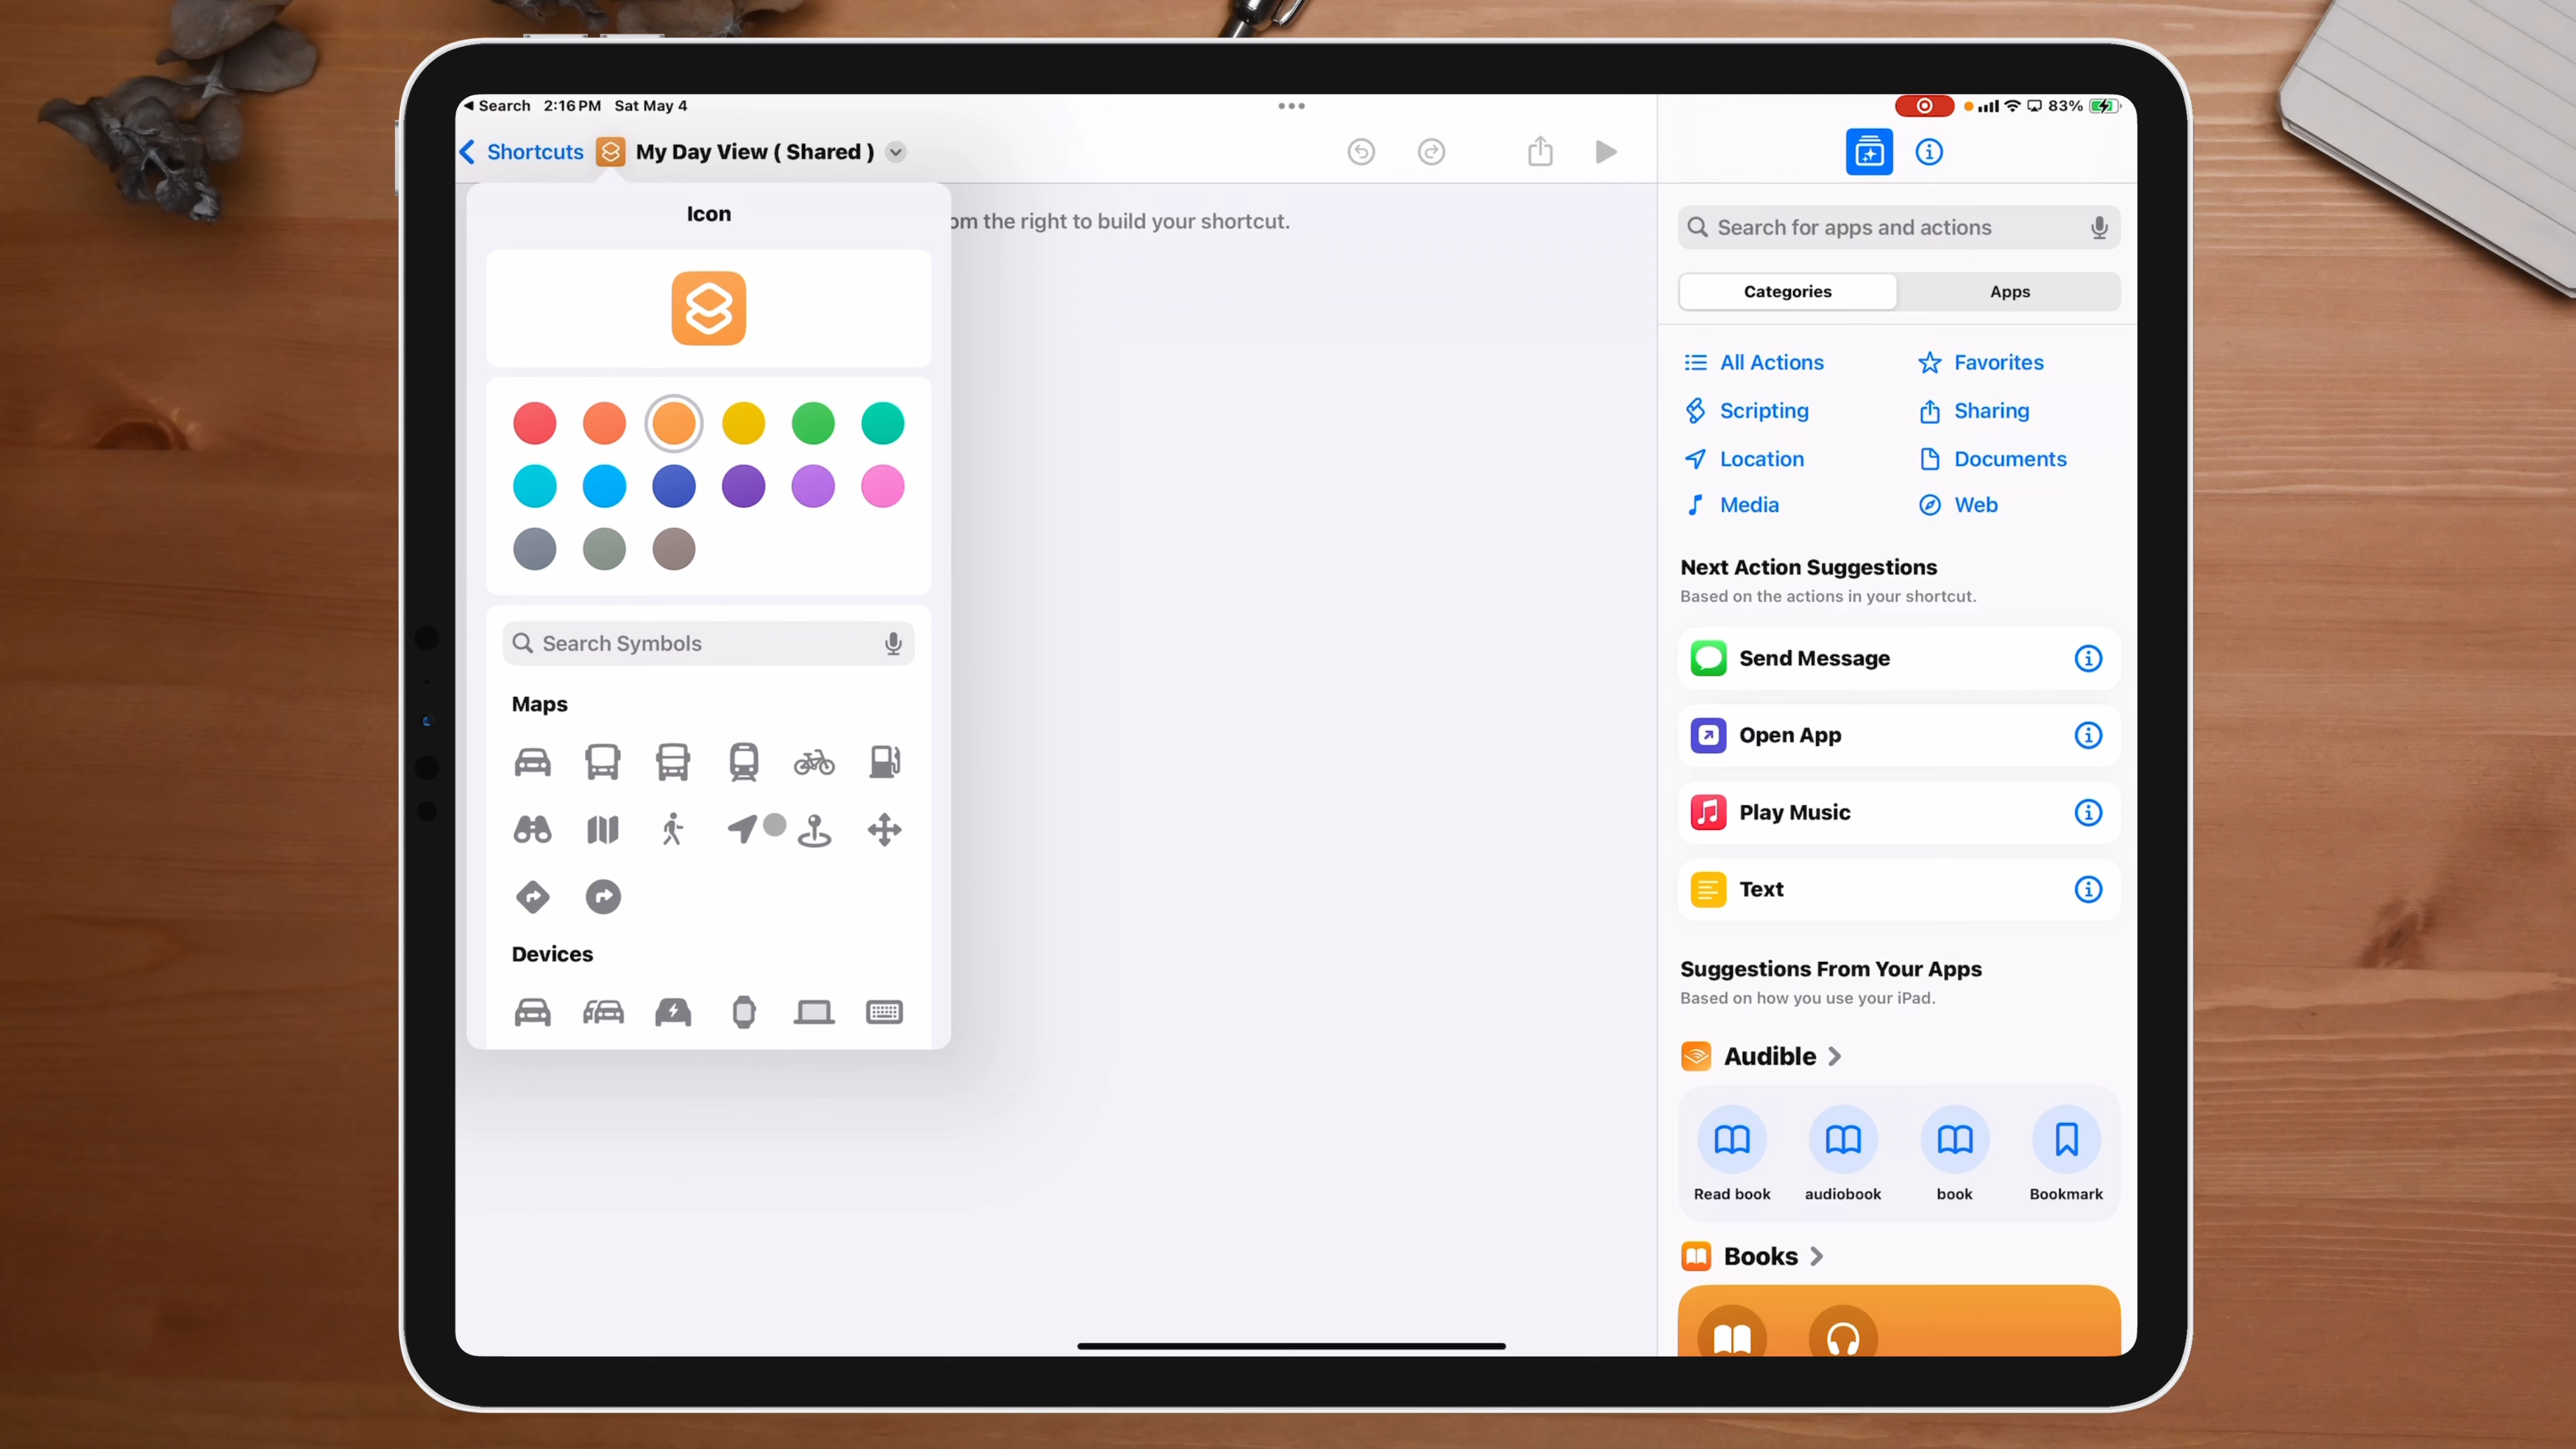 Search 2:16 PM Sat May 4
83%
Shortcuts My Day View ( Shared )
Icon
om the right to build your shortcut.
Search Symbols
Maps
Devices
Search for apps and actions
Categories Apps
All Actions Favorites
Scripting Sharing
Location Documents
Media Web
Next Action Suggestions
Based on the actions in your shortcut.
Send Message
Open App
Play Music
Text
Suggestions From Your Apps
Based on how you use your iPad.
Audible
Read book audiobook book Bookmark
Books